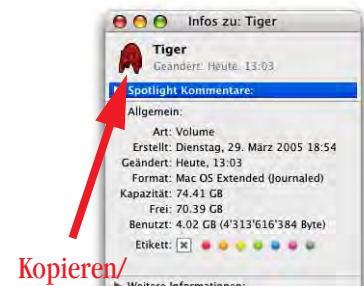 Infos zu: Tiger
Tiger
Geändert: Heute, 13:03
Spotlight Kommentare:
Allgemein:
Art: Volume
Erstellt: Dienstag, 29. März 2005 18:54
Geändert: Heute, 13:03
Format: Mac OS Extended (Journaled)
Kapazität: 74.41 GB
Frei: 70.39 GB
Benutzt: 4.02 GB (4'313'616'384 Byte)
Etikett:
Kopieren/
Weitere Informationen: